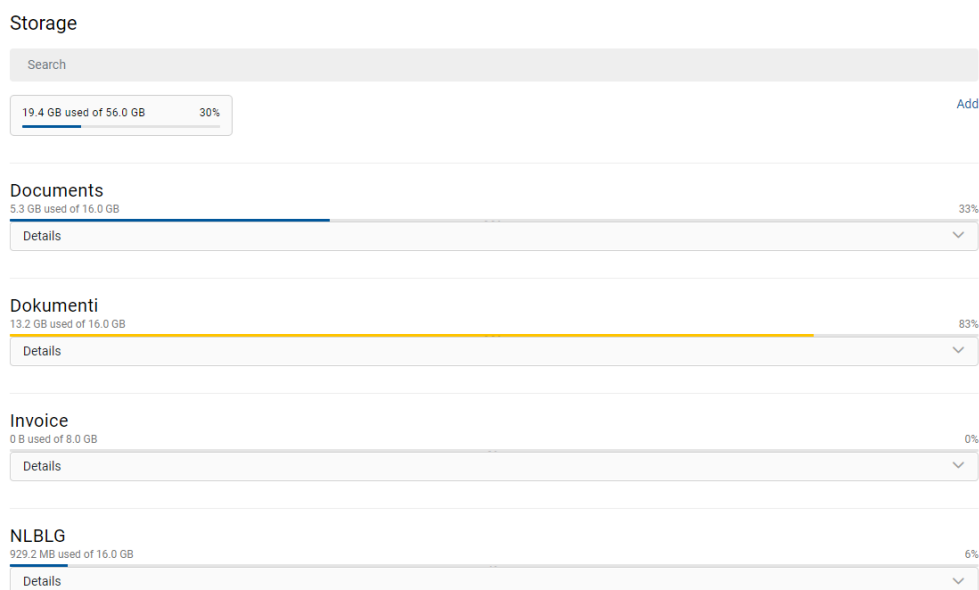 Storage
Search
19.4 GB used of 56.0 GB 30%
Add
Documents
5.3 GB used of 16.0 GB 33%
Details
Dokumenti
13.2 GB used of 16.0 GB 83%
Details
Invoice
0 B used of 8.0 GB 0%
Details
NLBLG
929.2 MB used of 16.0 GB 6%
Details